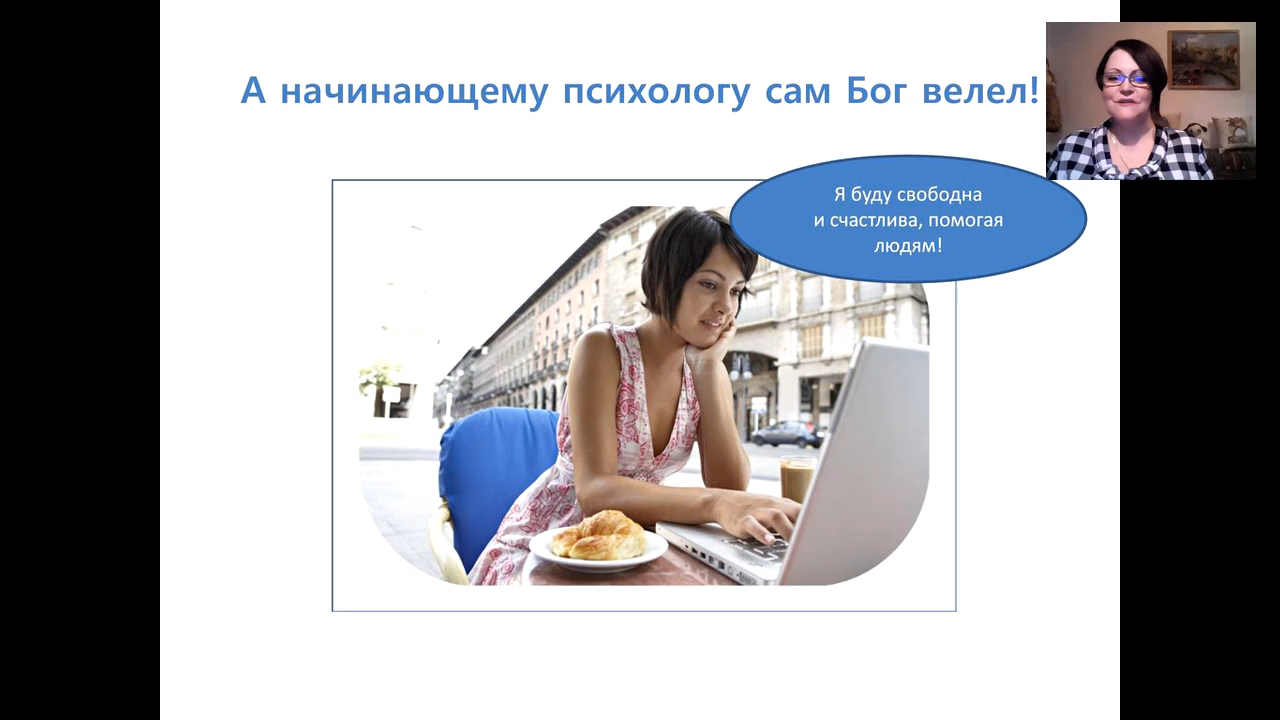 А начинающему психологу сам Бог велел!
Я буду свободна
и счастлива, помогая
людям!